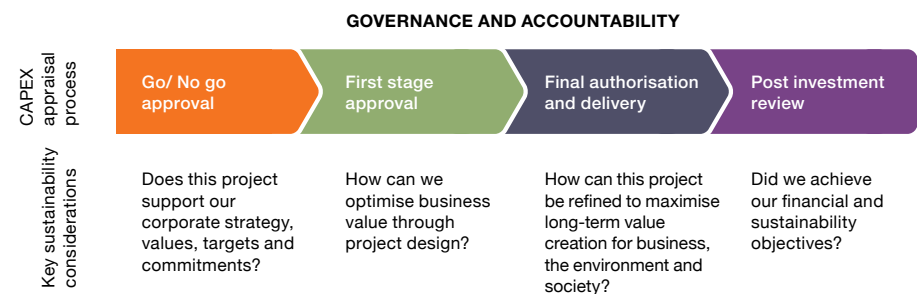 GOVERNANCE AND ACCOUNTABILITY
CAPEX
appraisal
process
Go/ No go
approval
First stage
approval
Final authorisation
and delivery
Post investment
review
Key sustainability
considerations
Does this project
support our
corporate strategy,
values, targets and
commitments?
How can we
optimise business
value through
project design?
How can this project
be refined to maximise
long-term value
creation for business,
the environment and
society?
Did we achieve
our financial and
sustainability
objectives?